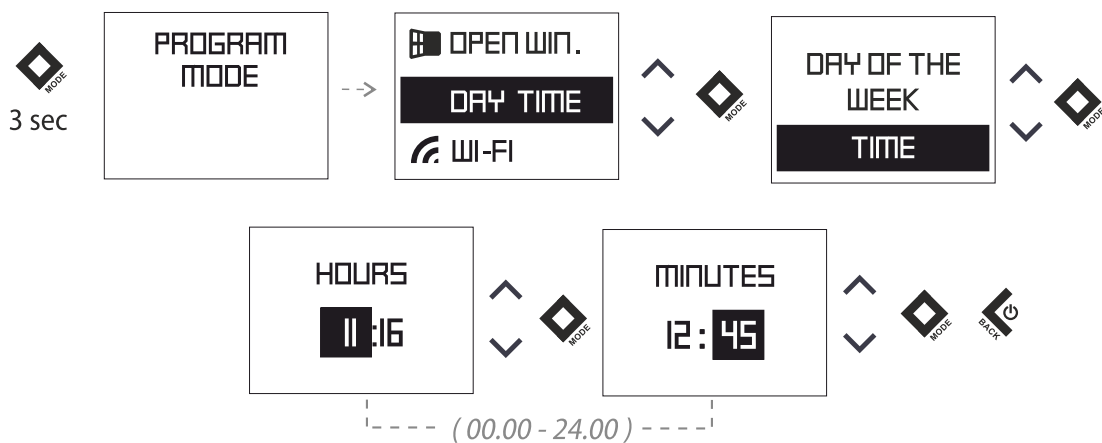 MODE
3 sec
PROGRAM
MODE
OPEN WIN.
DAY TIME
WI-FI
MODE
DAY OF THE
WEEK
TIME
MODE
HOURS
11:16
MODE
MINUTES
12:45
MODE
BACK
( 00.00 - 24.00 )